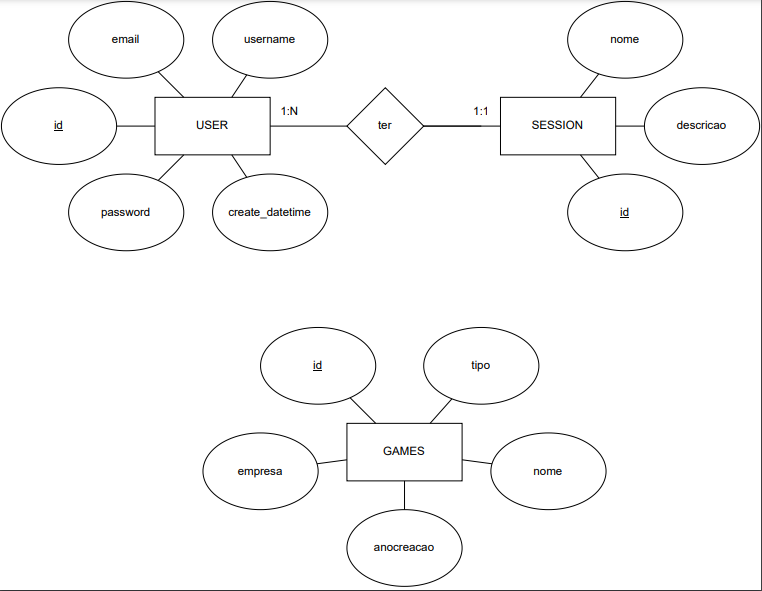 email
username
nome
id
USER
1:N
ter
1:1
SESSION
descricao
password
create_datetime
id
id
tipo
GAMES
empresa
nome
anocreacao